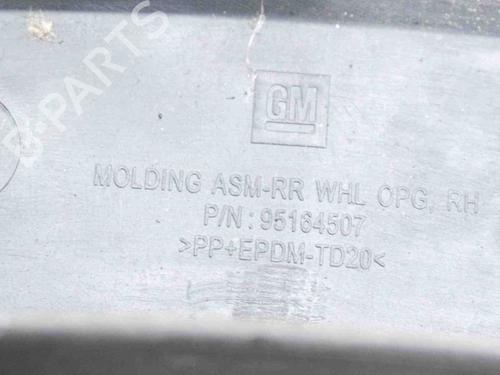 B-PARTS
GM
MOLDING ASM-RR WHL OPG, RH
P/N : 95164507
>PP+EPDM-TD20<